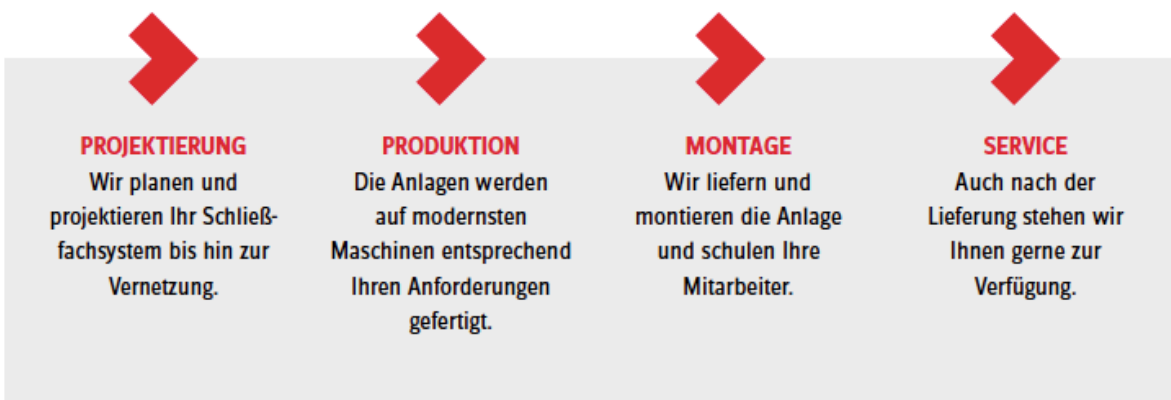 PROJEKTIERUNG
Wir planen und
projektieren Ihr Schließ-
fachsystem bis hin zur
Vernetzung.
PRODUKTION
Die Anlagen werden
auf modernsten
Maschinen entsprechend
Ihren Anforderungen
gefertigt.
MONTAGE
Wir liefern und
montieren die Anlage
und schulen Ihre
Mitarbeiter.
SERVICE
Auch nach der
Lieferung stehen wir
Ihnen gerne zur
Verfügung.